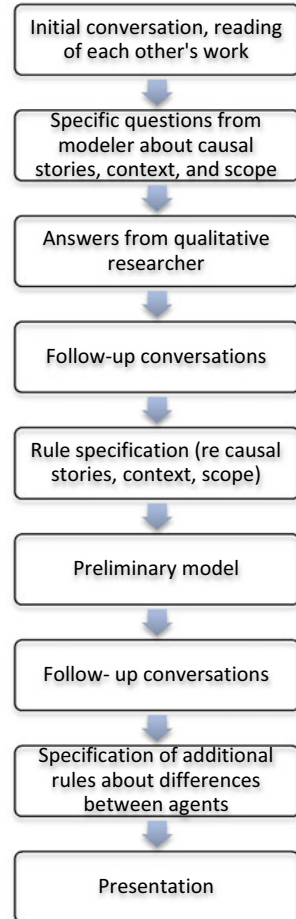 Initial conversation, reading
of each other's work
Specific questions from
modeler about causal
stories, context, and scope
Answers from qualitative
researcher
Follow-up conversations
Rule specification (re causal
stories, context, scope)
Preliminary model
Follow- up conversations
Specification of additional
rules about differences
between agents
Presentation